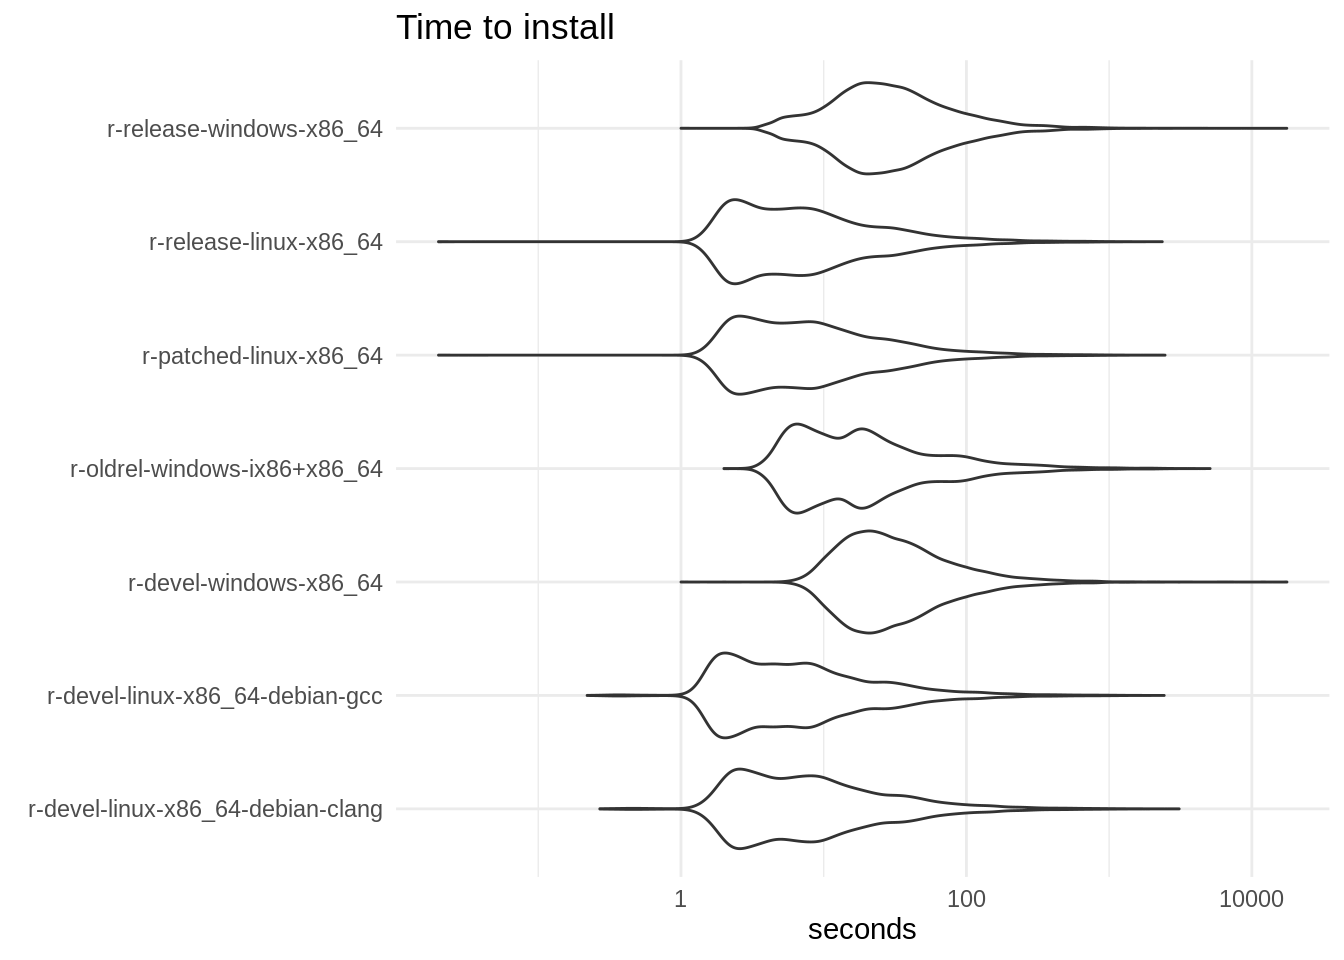 Time to install
r-release-windows-x86_64
r-release-linux-x86_64
r-patched-linux-x86_64
r-oldrel-windows-ix86+x86_64
r-devel-windows-x86_64
r-devel-linux-x86_64-debian-gcc
r-devel-linux-x86_64-debian-clang
1 100 10000
seconds